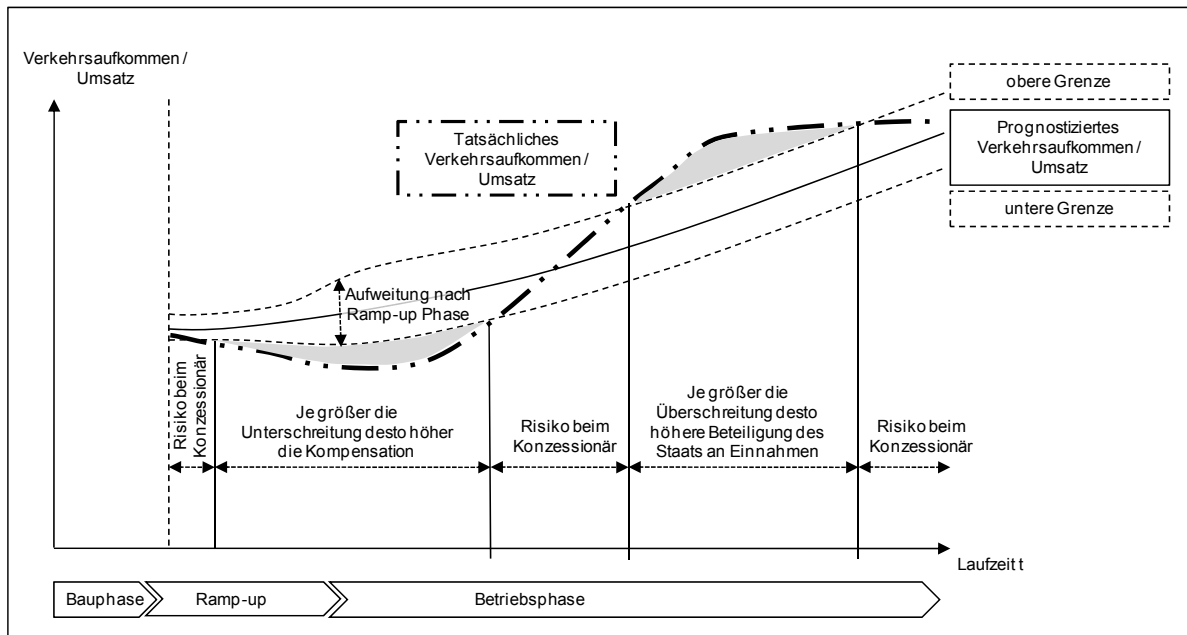 Verkehrsaufkommen /
Umsatz
obere Grenze
Tatsächliches
Verkehrsaufkommen /
Umsatz
Prognostiziertes
Verkehrsaufkommen /
Umsatz
untere Grenze
Aufweitung nach
Ramp-up Phase
Risiko beim
Konzessionär
Je größer die
Unterschreitung desto höher
die Kompensation
Risiko beim
Konzessionär
Je größer die
Überschreitung desto
höhere Beteiligung des
Staats an Einnahmen
Risiko beim
Konzessionär
Laufzeit t
Bauphase
Ramp-up
Betriebsphase